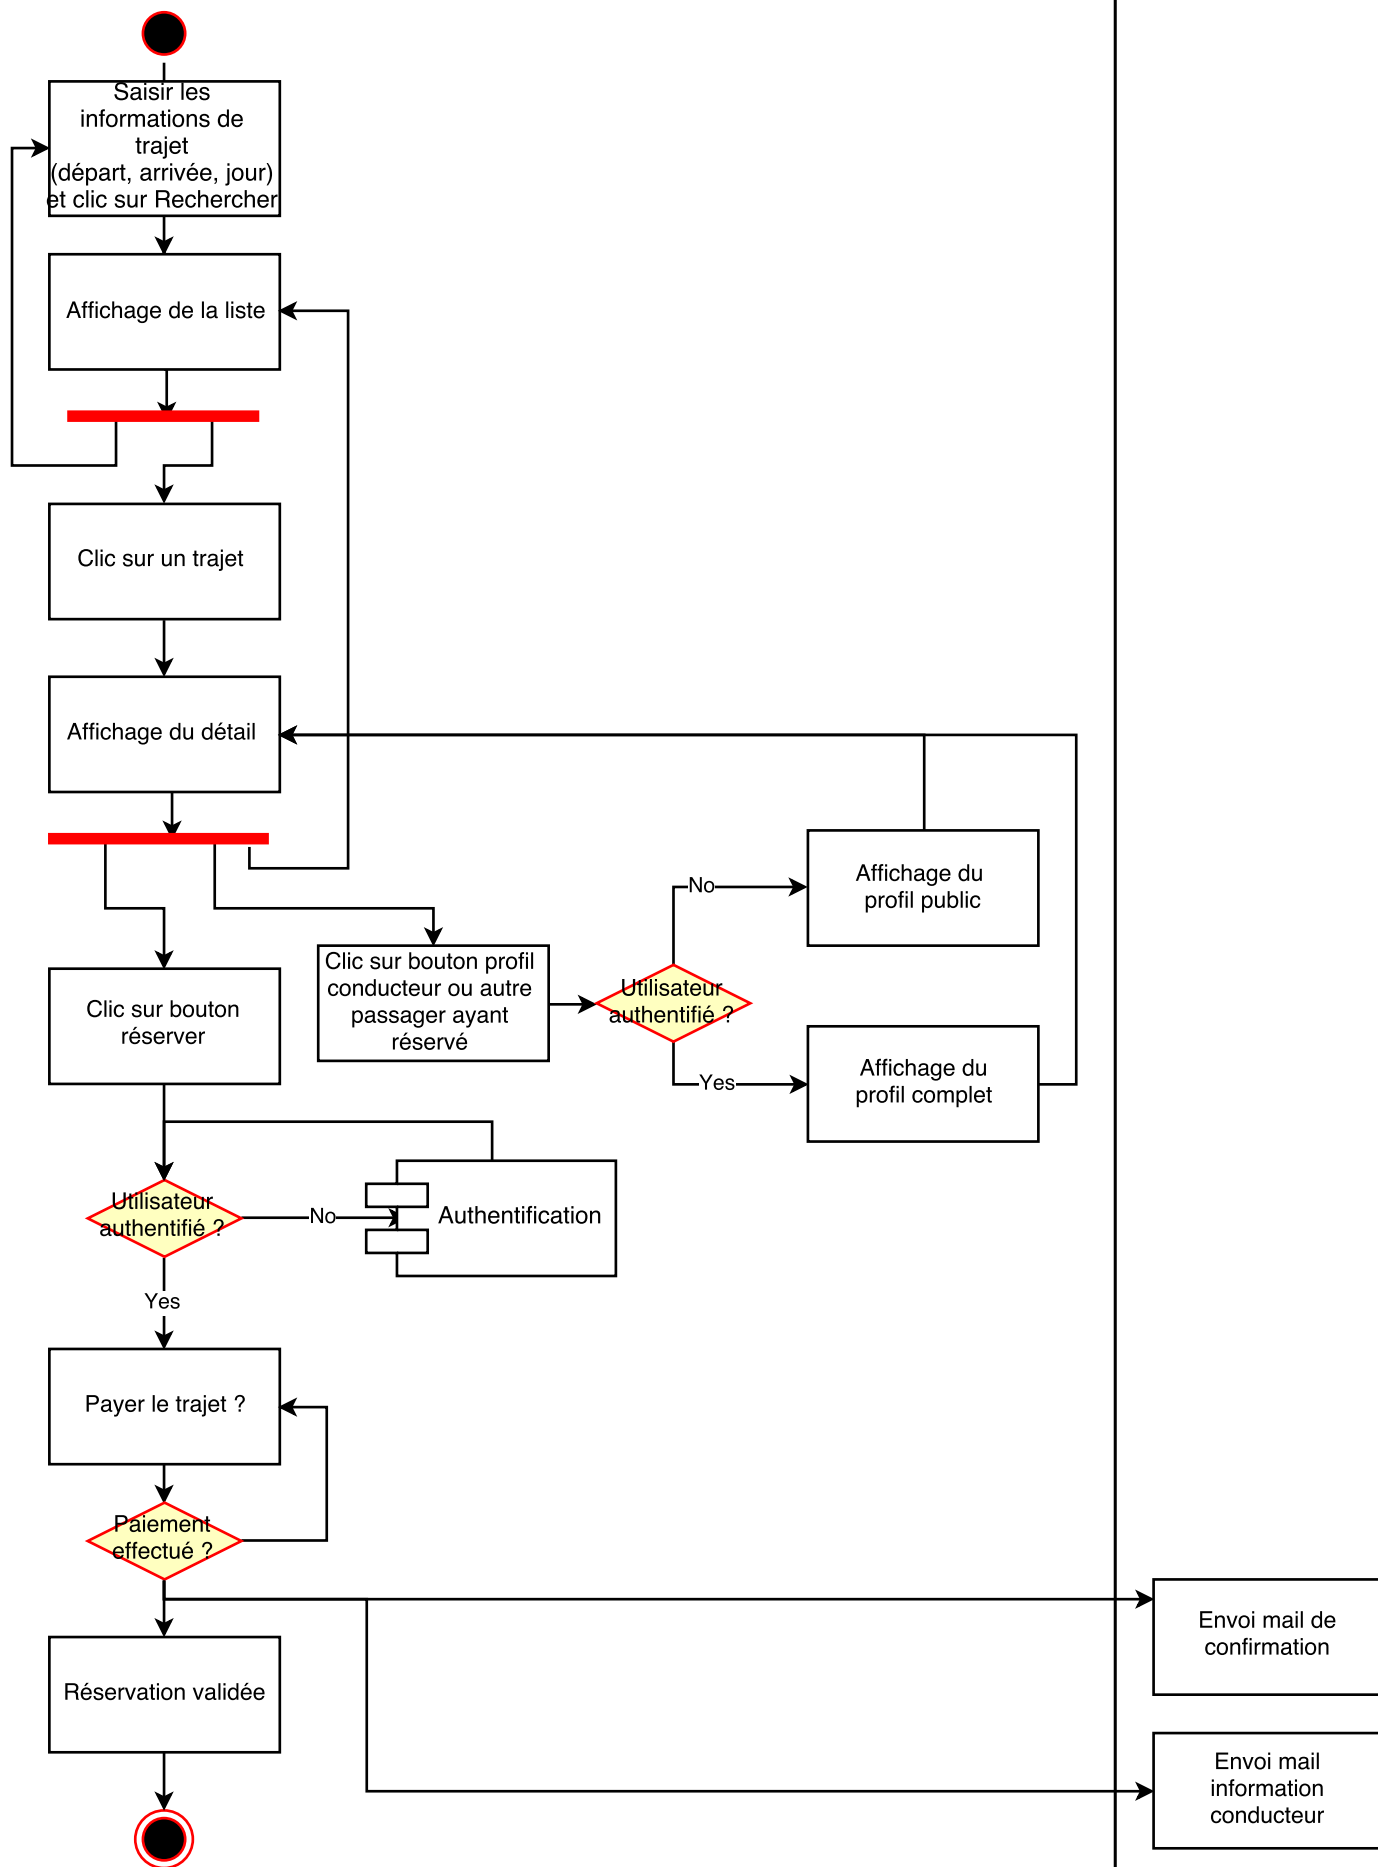 Saisir les
informations de
trajet
(départ, arrivée, jour)
et clic sur Rechercher
Affichage de la liste
Clic sur un trajet
Affichage du détail
Affichage du
profil public
No
Clic sur bouton profil
conducteur ou autre
passager ayant
réservé
Utilisateur
authentifié ?
Clic sur bouton
réserver
Yes
Affichage du
profil complet
Utilisateur
authentifié ?
No
Authentification
Yes
Payer le trajet ?
Paiement
effectué ?
Envoi mail de
confirmation
Réservation validée
Envoi mail
information
conducteur